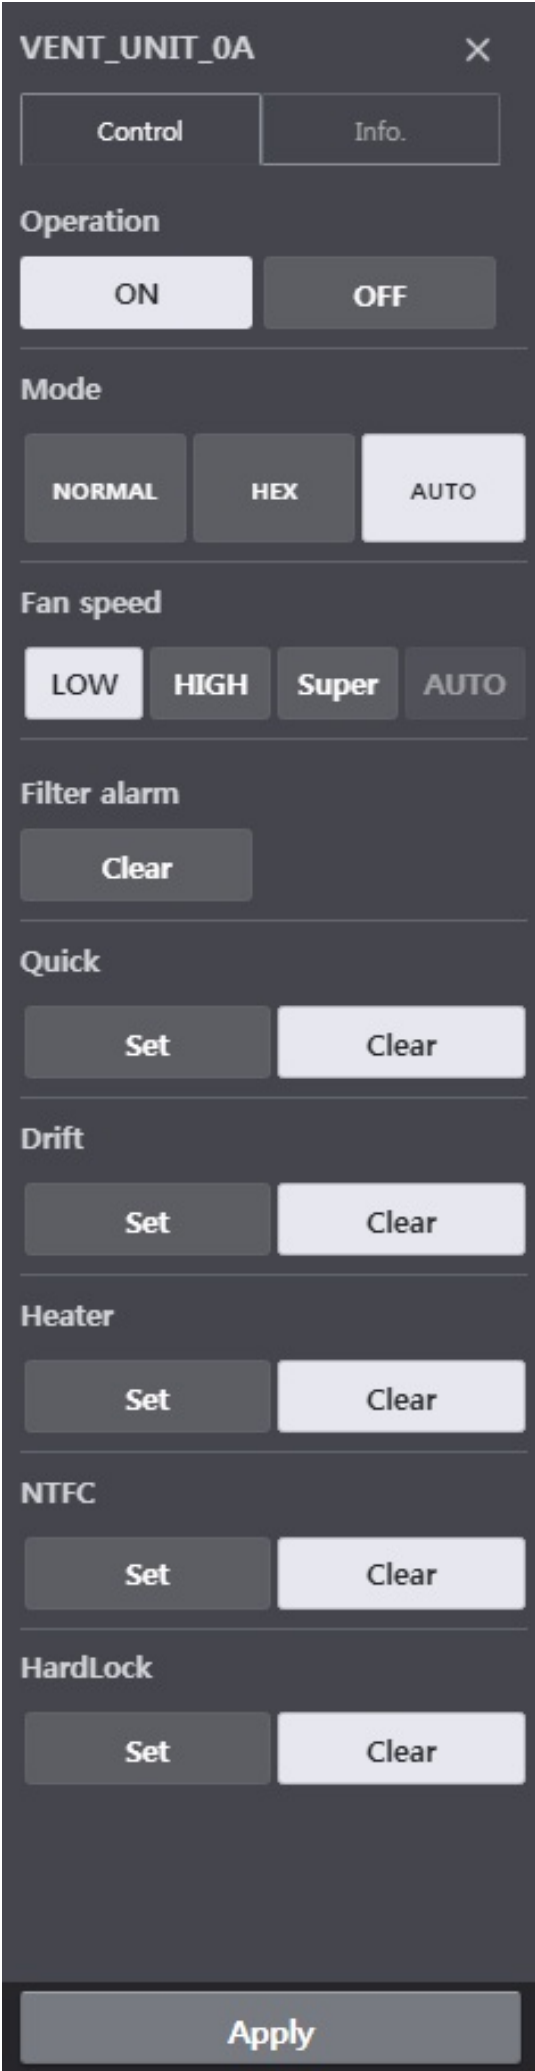 VENT_UNIT_0A ×
Control Info.
Operation
ON OFF
Mode
NORMAL HEX AUTO
Fan speed
LOW HIGH Super AUTO
Filter alarm
Clear
Quick
Set Clear
Drift
Set Clear
Heater
Set Clear
NTFC
Set Clear
HardLock
Set Clear
Apply